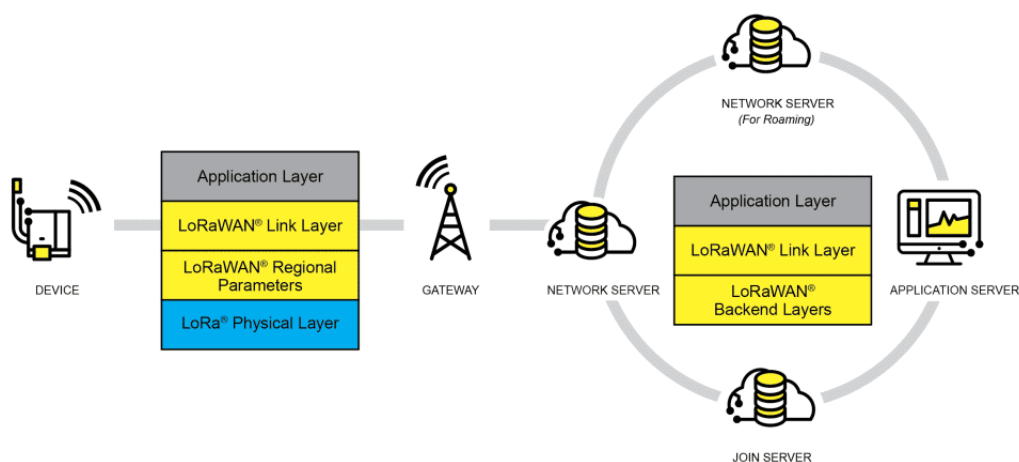 NETWORK SERVER
(For Roaming)
Application Layer
LoRaWAN® Link Layer
LoRaWAN® Regional
Parameters
LoRa® Physical Layer
Application Layer
LoRaWAN® Link Layer
LoRaWAN®
Backend Layers
DEVICE
GATEWAY
NETWORK SERVER
APPLICATION SERVER
JOIN SERVER